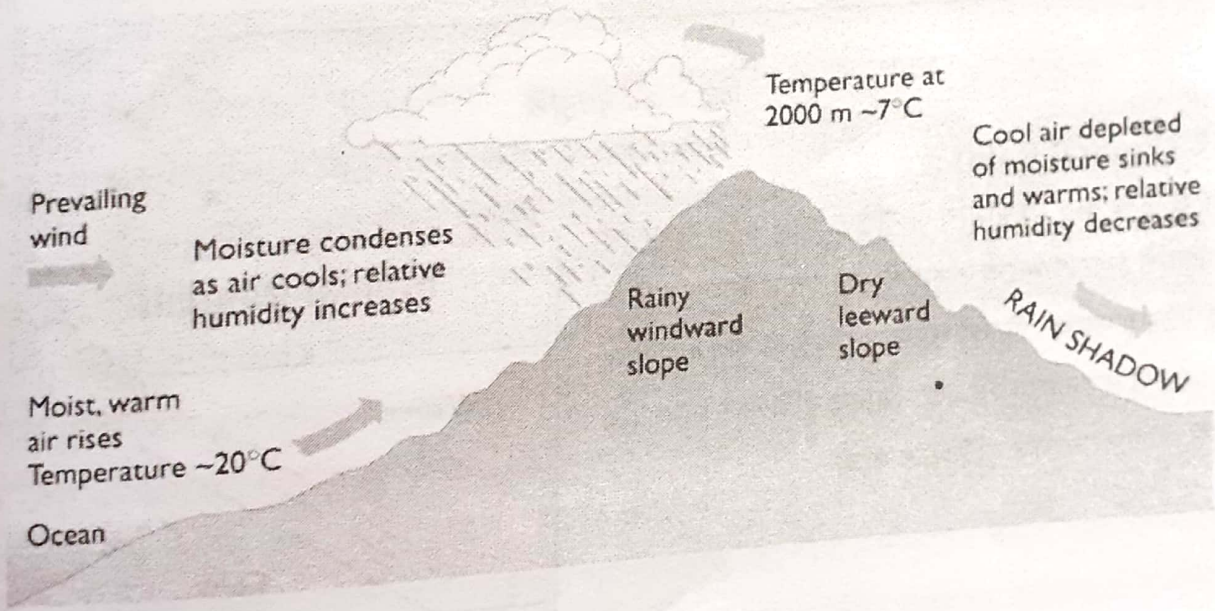 Temperature at
2000 m ~7°C
Cool air depleted
of moisture sinks
and warms; relative
humidity decreases
Prevailing
wind
Moisture condenses
as air cools; relative
humidity increases
Rainy
windward
slope
Dry
leeward
slope
RAIN SHADOW
Moist, warm
air rises
Temperature ~20°C
Ocean